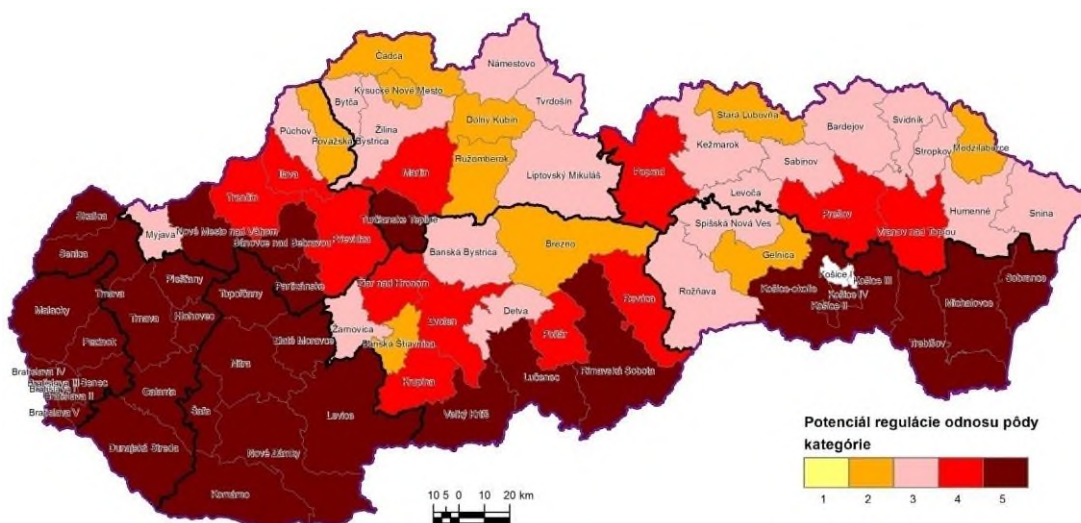 Čadca
Námestovo
Kysucké Nové Mesto
Bytča
Tvrdošín
Dolný Kubín
Stará Ľubovňa
Svidník
Bardejov
Púchov
Žilina
Stropkov
Medzilaborce
Považská Bystrica
Kežmarok
Ružomberok
Sabinov
Ilava
Martin
Liptovský Mikuláš
Poprad
Levoča
Trenčín
Prešov
Humenné
Snina
Skalica
Turčianske Teplice
Nové Mesto nad Váhom
Spišská Nová Ves
Vranov nad Topľou
Myjava
Bánovce nad Bebravou
Prievidza
Banská Bystrica
Brezno
Gelnica
Senica
Košice I
Košice III
Sobrance
Piešťany
Partizánske
Žiar nad Hronom
Revúca
Rožňava
Košice-okolie
Košice IV
Topoľčany
Košice II
Michalovce
Malacky
Trnava
Hlohovec
Detva
Zvolen
Trnava
Žarnovica
Poltár
Pezinok
Zlaté Moravce
Banská Štiavnica
Trebišov
Nitra
Rimavská Sobota
Bratislava IV
Lučenec
Krupina
Bratislava III
Senec
Galanta
Levice
Bratislava II
Šaľa
Veľký Krtíš
Bratislava V
Dunajská Streda
Nové Zámky
Komárno
Potenciál regulácie odnosu pôdy
kategórie
1 2 3 4 5
10 5 0 10 20 km